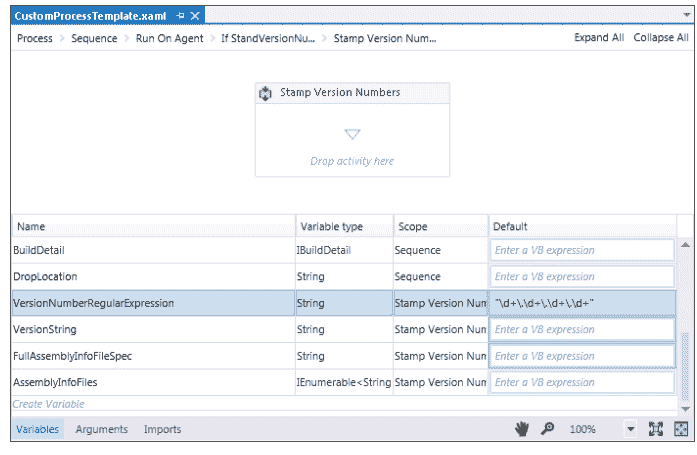 CustomProcessTemplate.xaml
Process > Sequence > Run On Agent > If StandVersionNu... > Stamp Version Num... Expand All Collapse All
Stamp Version Numbers
Drop activity here
Name Variable type Scope Default
BuildDetail IBuildDetail Sequence Enter a VB expression
DropLocation String Sequence Enter a VB expression
VersionNumberRegularExpression String Stamp Version Num "\d+\.\d+\.\d+\.\d+"
VersionString String Stamp Version Num Enter a VB expression
FullAssemblyInfoFileSpec String Stamp Version Num Enter a VB expression
AssemblyInfoFiles IEnumerable<String Stamp Version Num Enter a VB expression
Create Variable
Variables Arguments Imports 100%